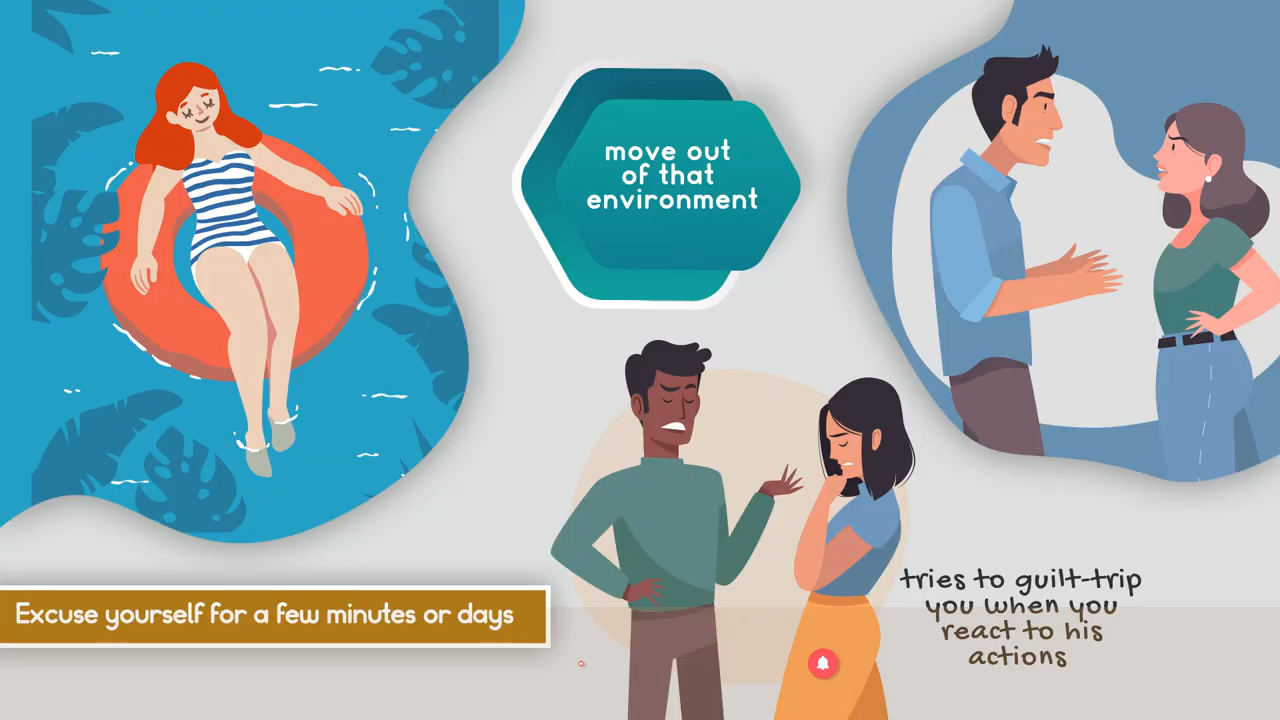 move out
of that
environment
Excuse yourself for a few minutes or days
tries to guilt-trip
you when you
react to his
actions